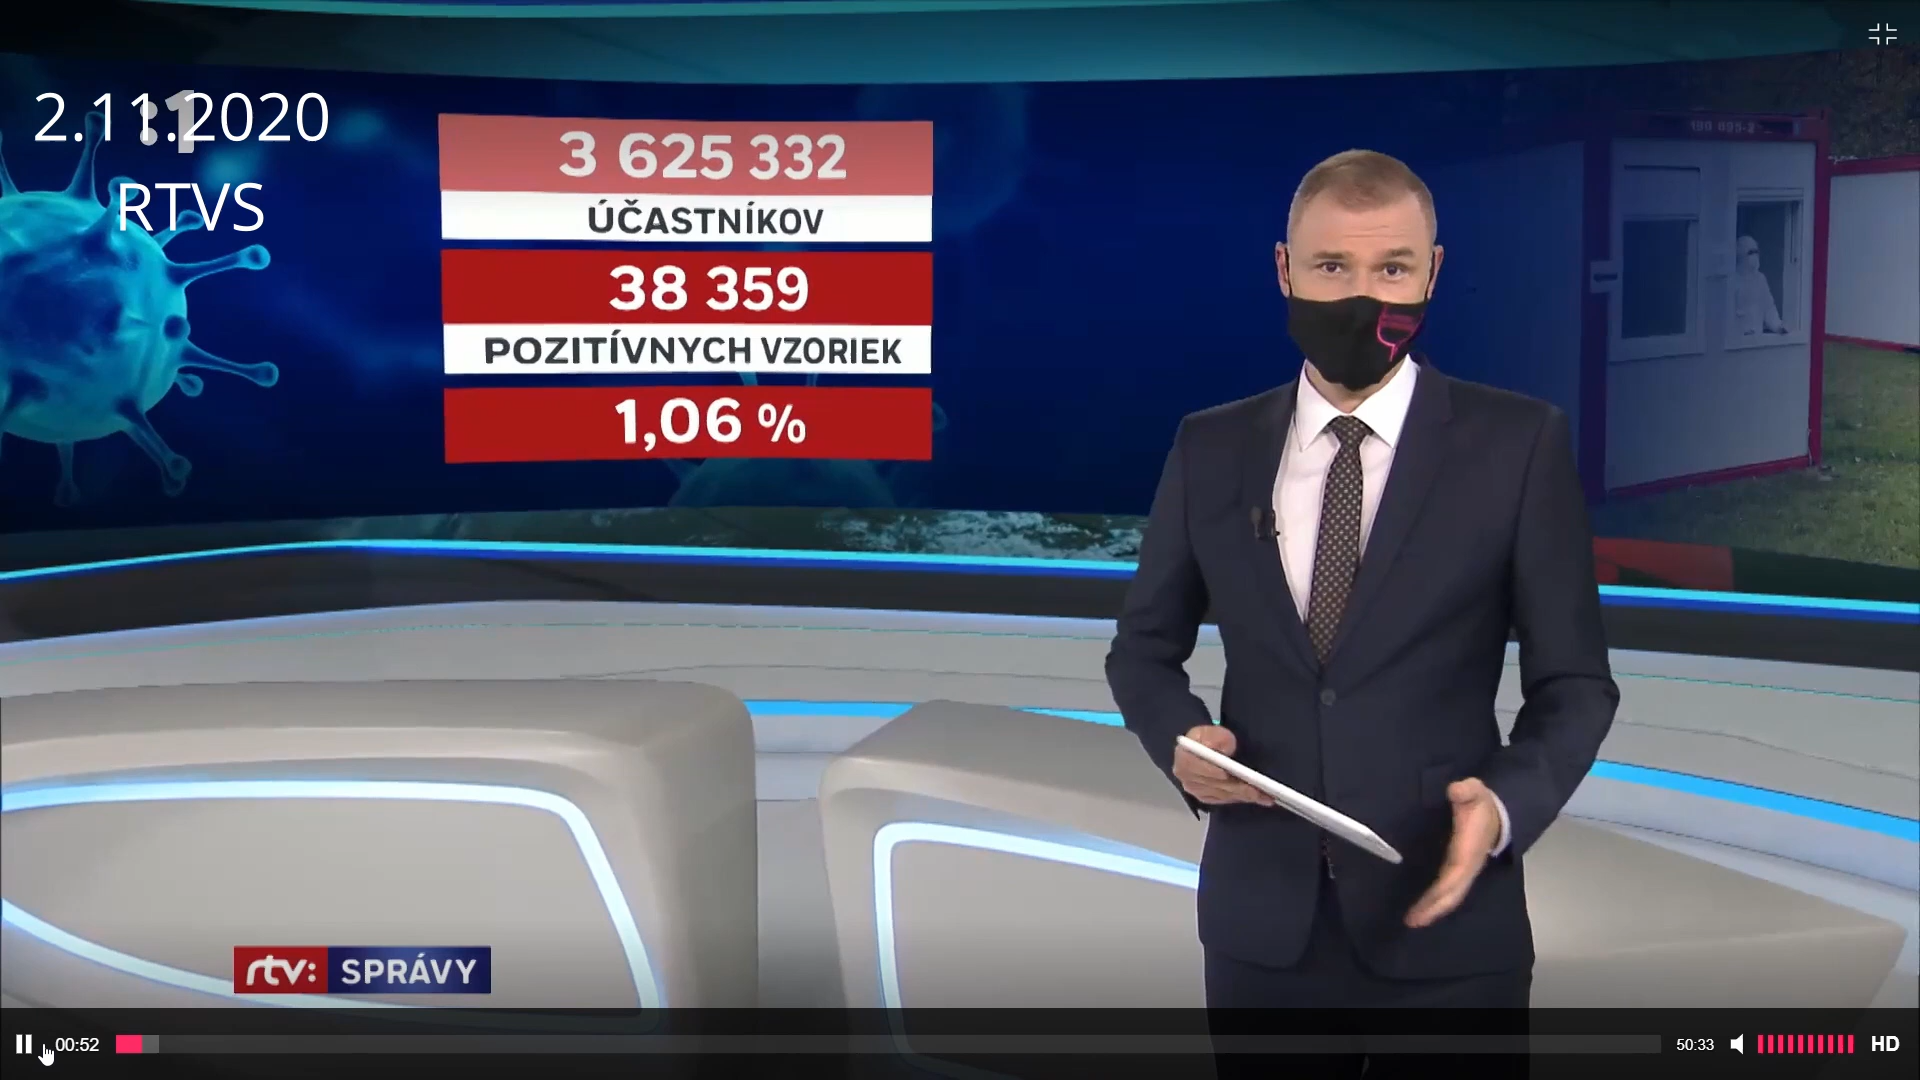 2.11.2020
:1
RTVS
3 625 332
ÚČASTNÍKOV
38 359
POZITÍVNYCH VZORIEK
1,06 %
rtv: SPRÁVY
00:52
50:33
HD